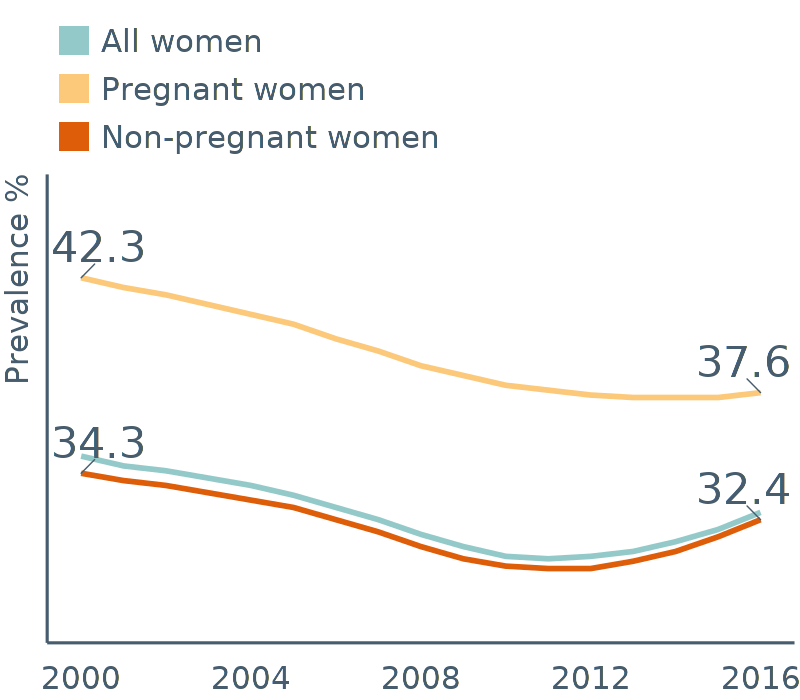 All women
Pregnant women
Non-pregnant women
Prevalence %
42.3
37.6
34.3
32.4
2000 2004 2008 2012 2016